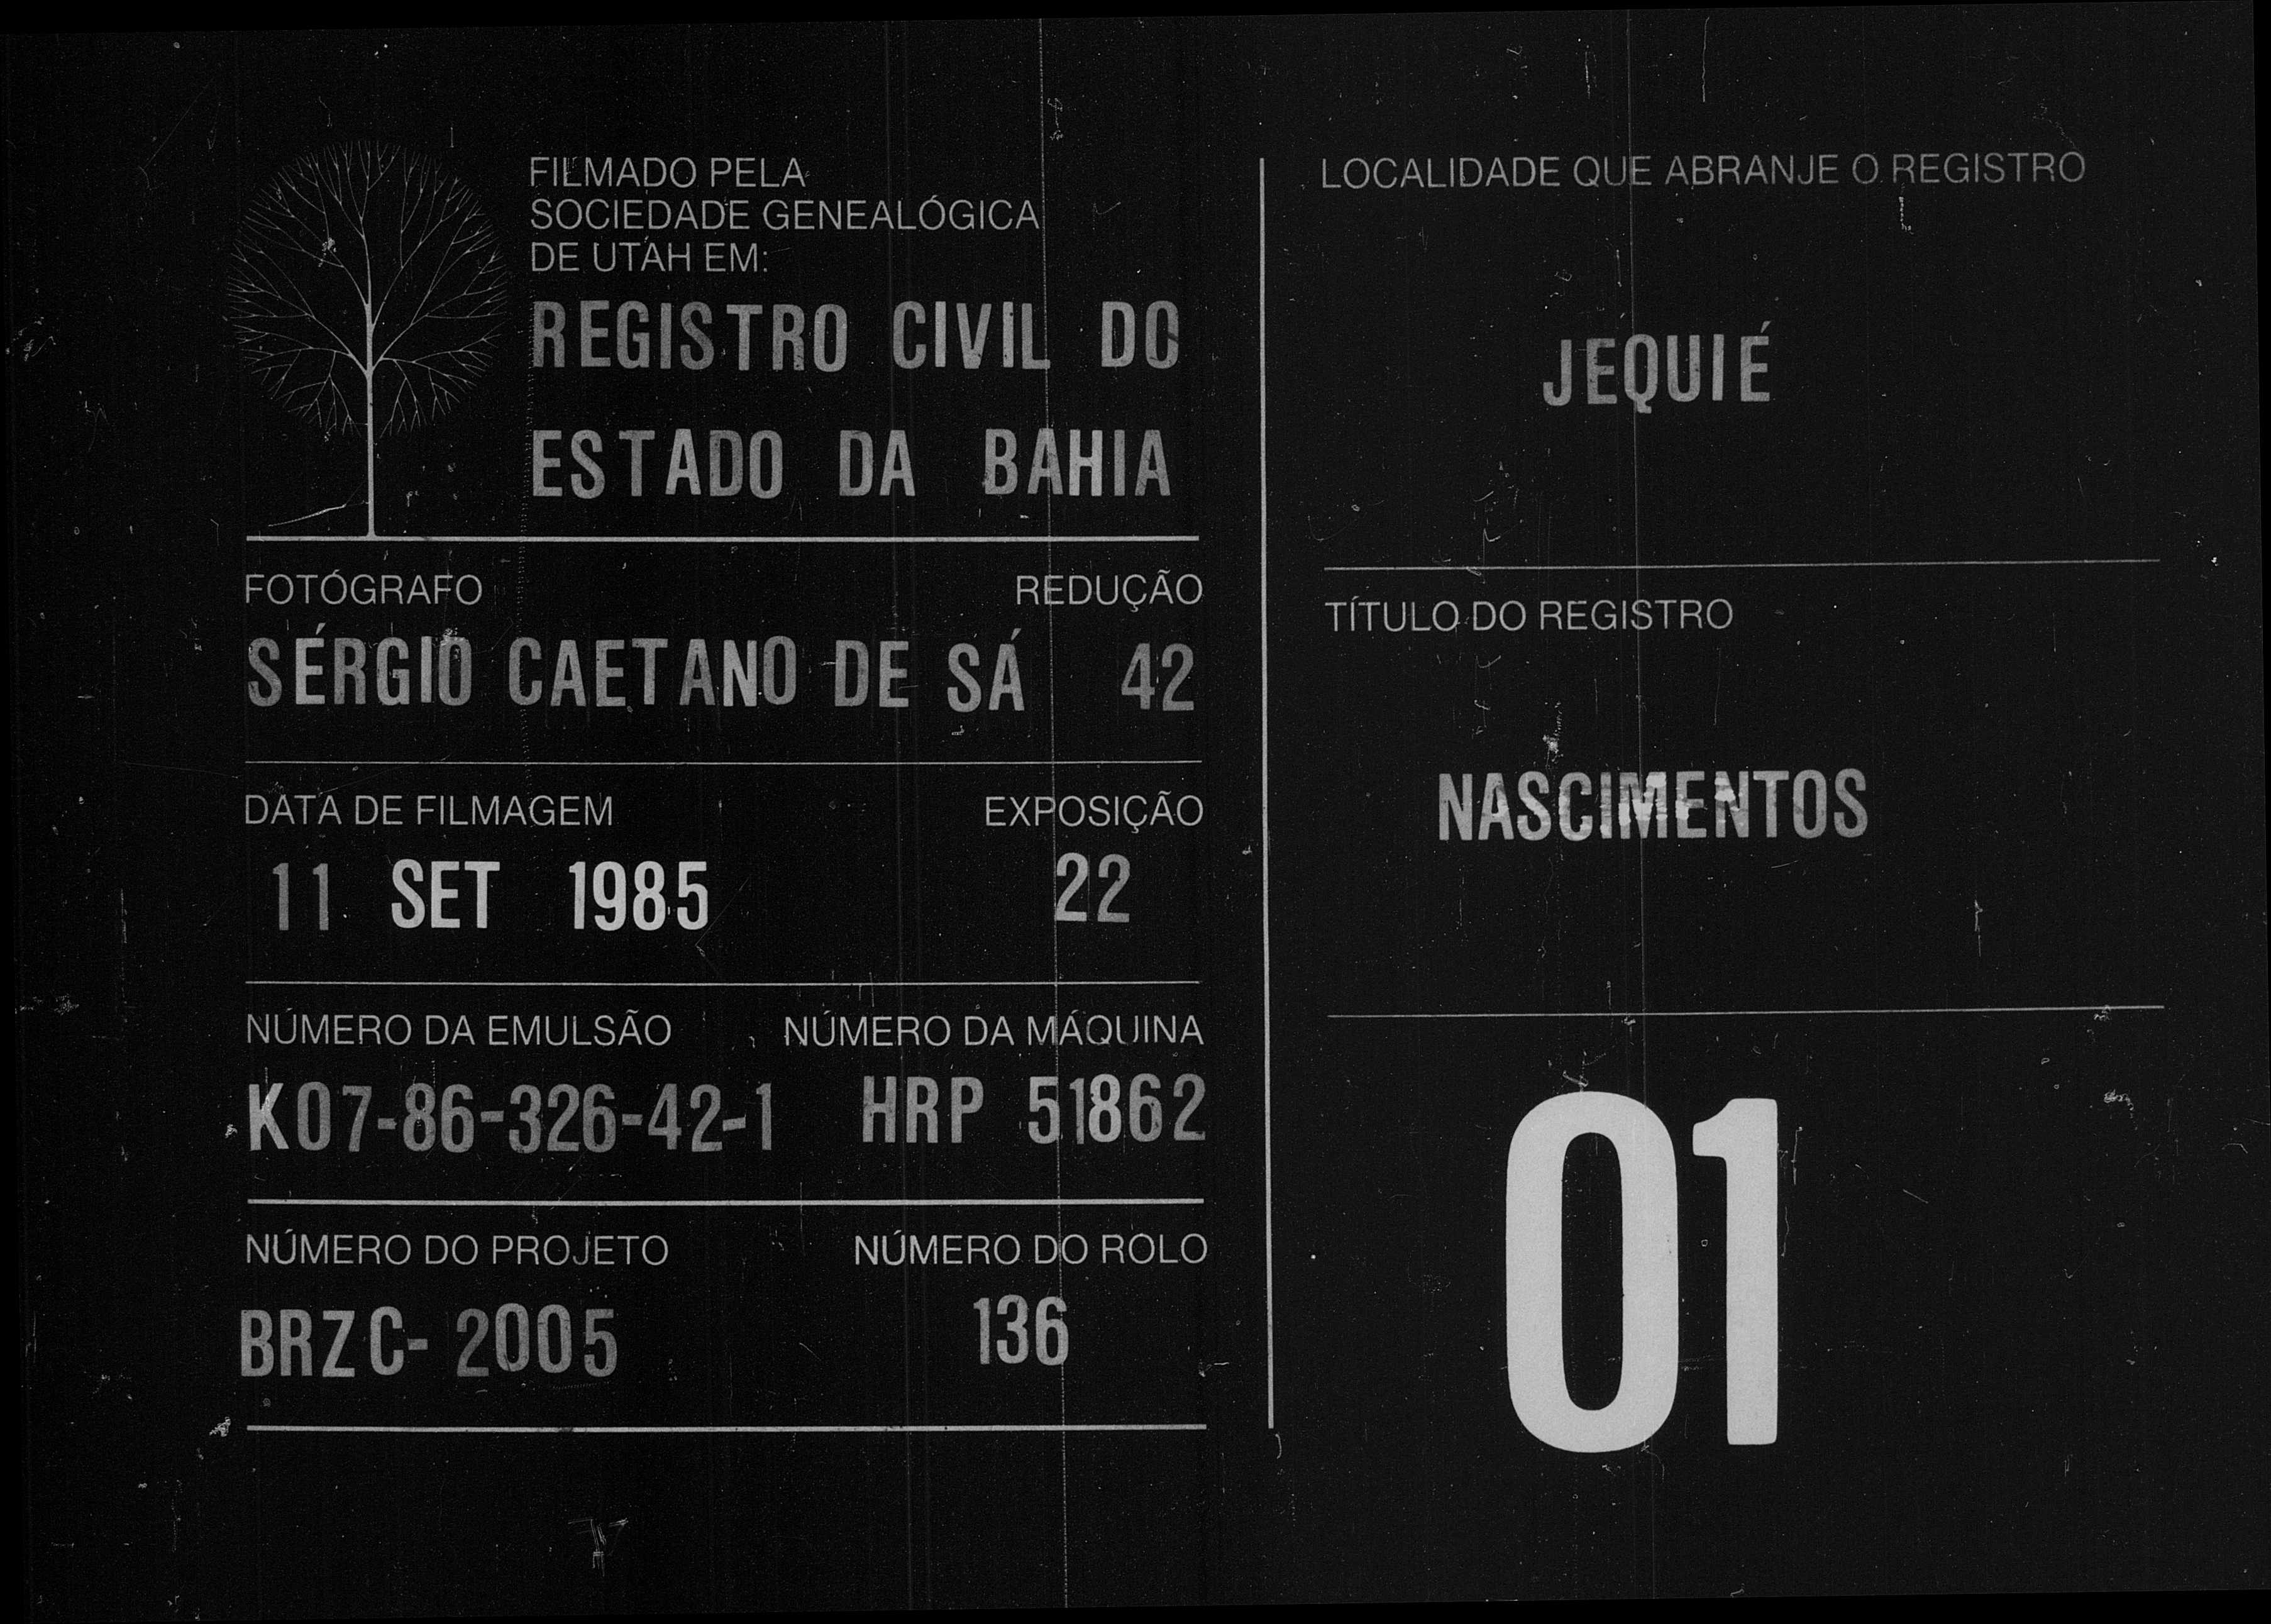 FILMADO PELA
SOCIEDADE GENEALÓGICA
DE UTAH EM:
REGISTRO CIVIL DO
ESTADO DA BAHIA
FOTÓGRAFO REDUÇÃO
SÉRGIO CAETANO DE SÁ 42
DATA DE FILMAGEM EXPOSIÇÃO
11 SET 1985 22
NÚMERO DA EMULSÃO NÚMERO DA MÁQUINA
K07-86-326-42-1 HRP 51862
NÚMERO DO PROJETO NÚMERO DO ROLO
BRZC-2005 136
LOCALIDADE QUE ABRANJE O REGISTRO
JEQUIÉ
TÍTULO DO REGISTRO
NASCIMENTOS
01